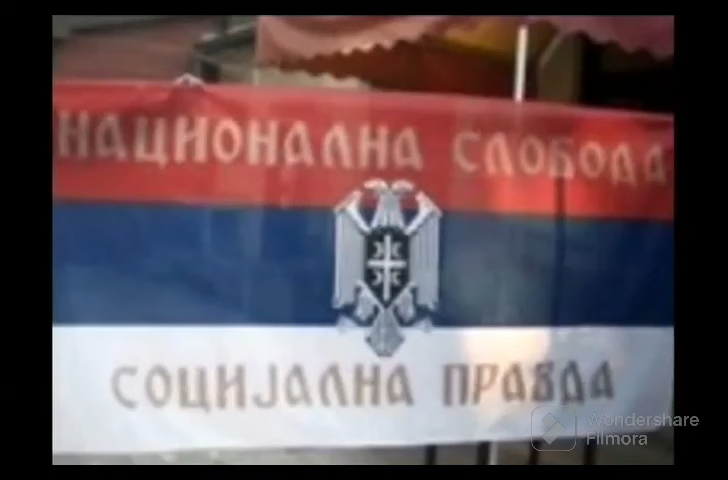 НАЦИОНАЛНА СЛОБОДА
СОЦИЈАЛНА ПРАВДА
Wondershare
Filmora